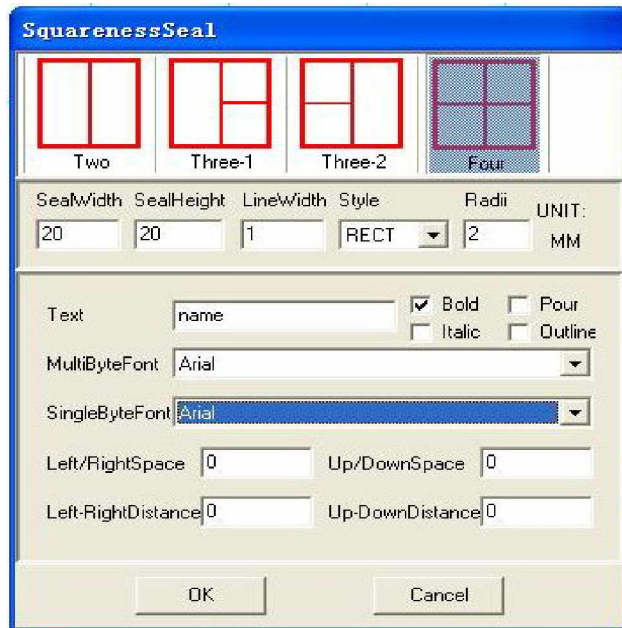 SquarenessSeal
Two Three-1 Three-2 Four
SealWidth SealHeight LineWidth Style Radii UNIT:
20 20 1 RECT 2 MM
Text name Bold Pour
Italic Outline
MultiByteFont Arial
SingleByteFont Arial
Left/RightSpace 0 Up/DownSpace 0
Left-RightDistance 0 Up-DownDistance 0
OK Cancel